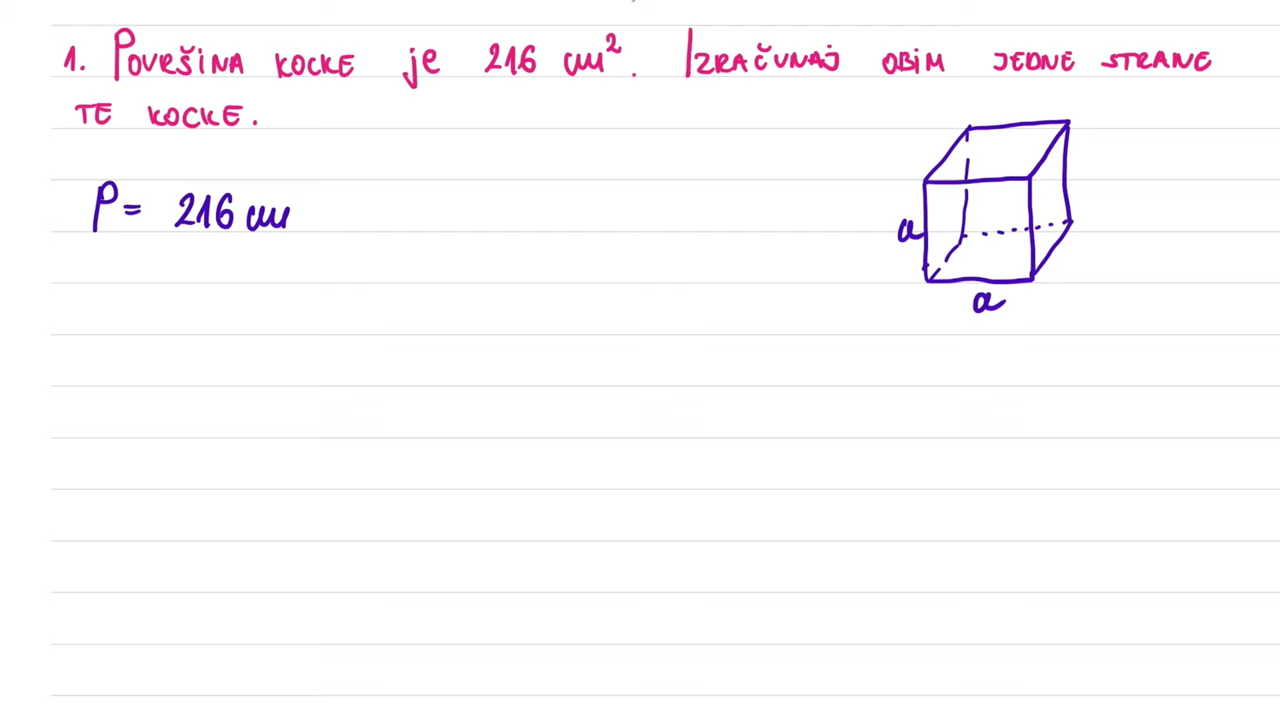 1. POVRŠINA KOCKE je 216 cm². IZRAČUNAJ OBIM JEDNE STRANE
TE KOCKE.
P = 216 cm
a
a